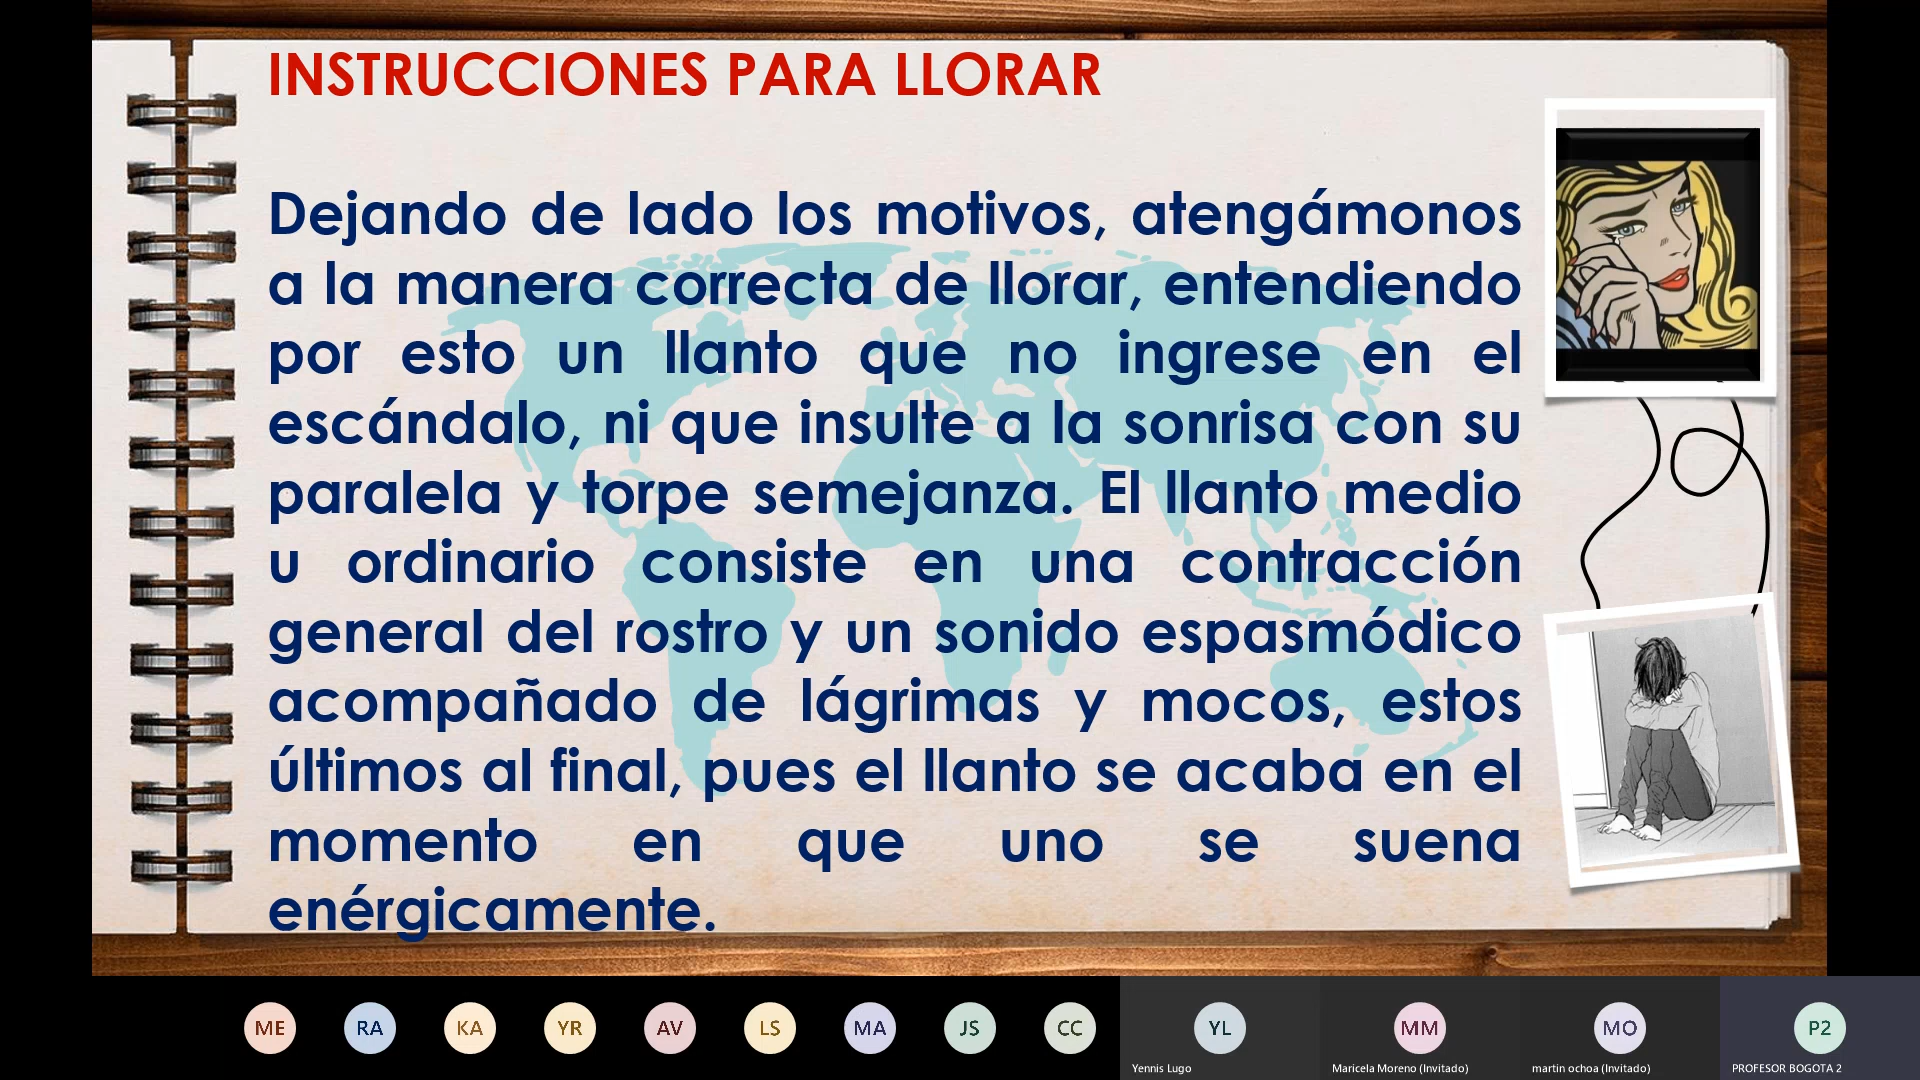 INSTRUCCIONES PARA LLORAR
Dejando de lado los motivos, atengámonos
a la manera correcta de llorar, entendiendo
por esto un llanto que no ingrese en el
escándalo, ni que insulte a la sonrisa con su
paralela y torpe semejanza. El llanto medio
u ordinario consiste en una contracción
general del rostro y un sonido espasmódico
acompañado de lágrimas y mocos, estos
últimos al final, pues el llanto se acaba en el
momento en que uno se suena
enérgicamente.
ME RA KA YR AV LS MA JS CC YL MM MO P2
Yennis Lugo Maricela Moreno (Invitado) martin ochoa (Invitado) PROFESOR BOGOTA 2